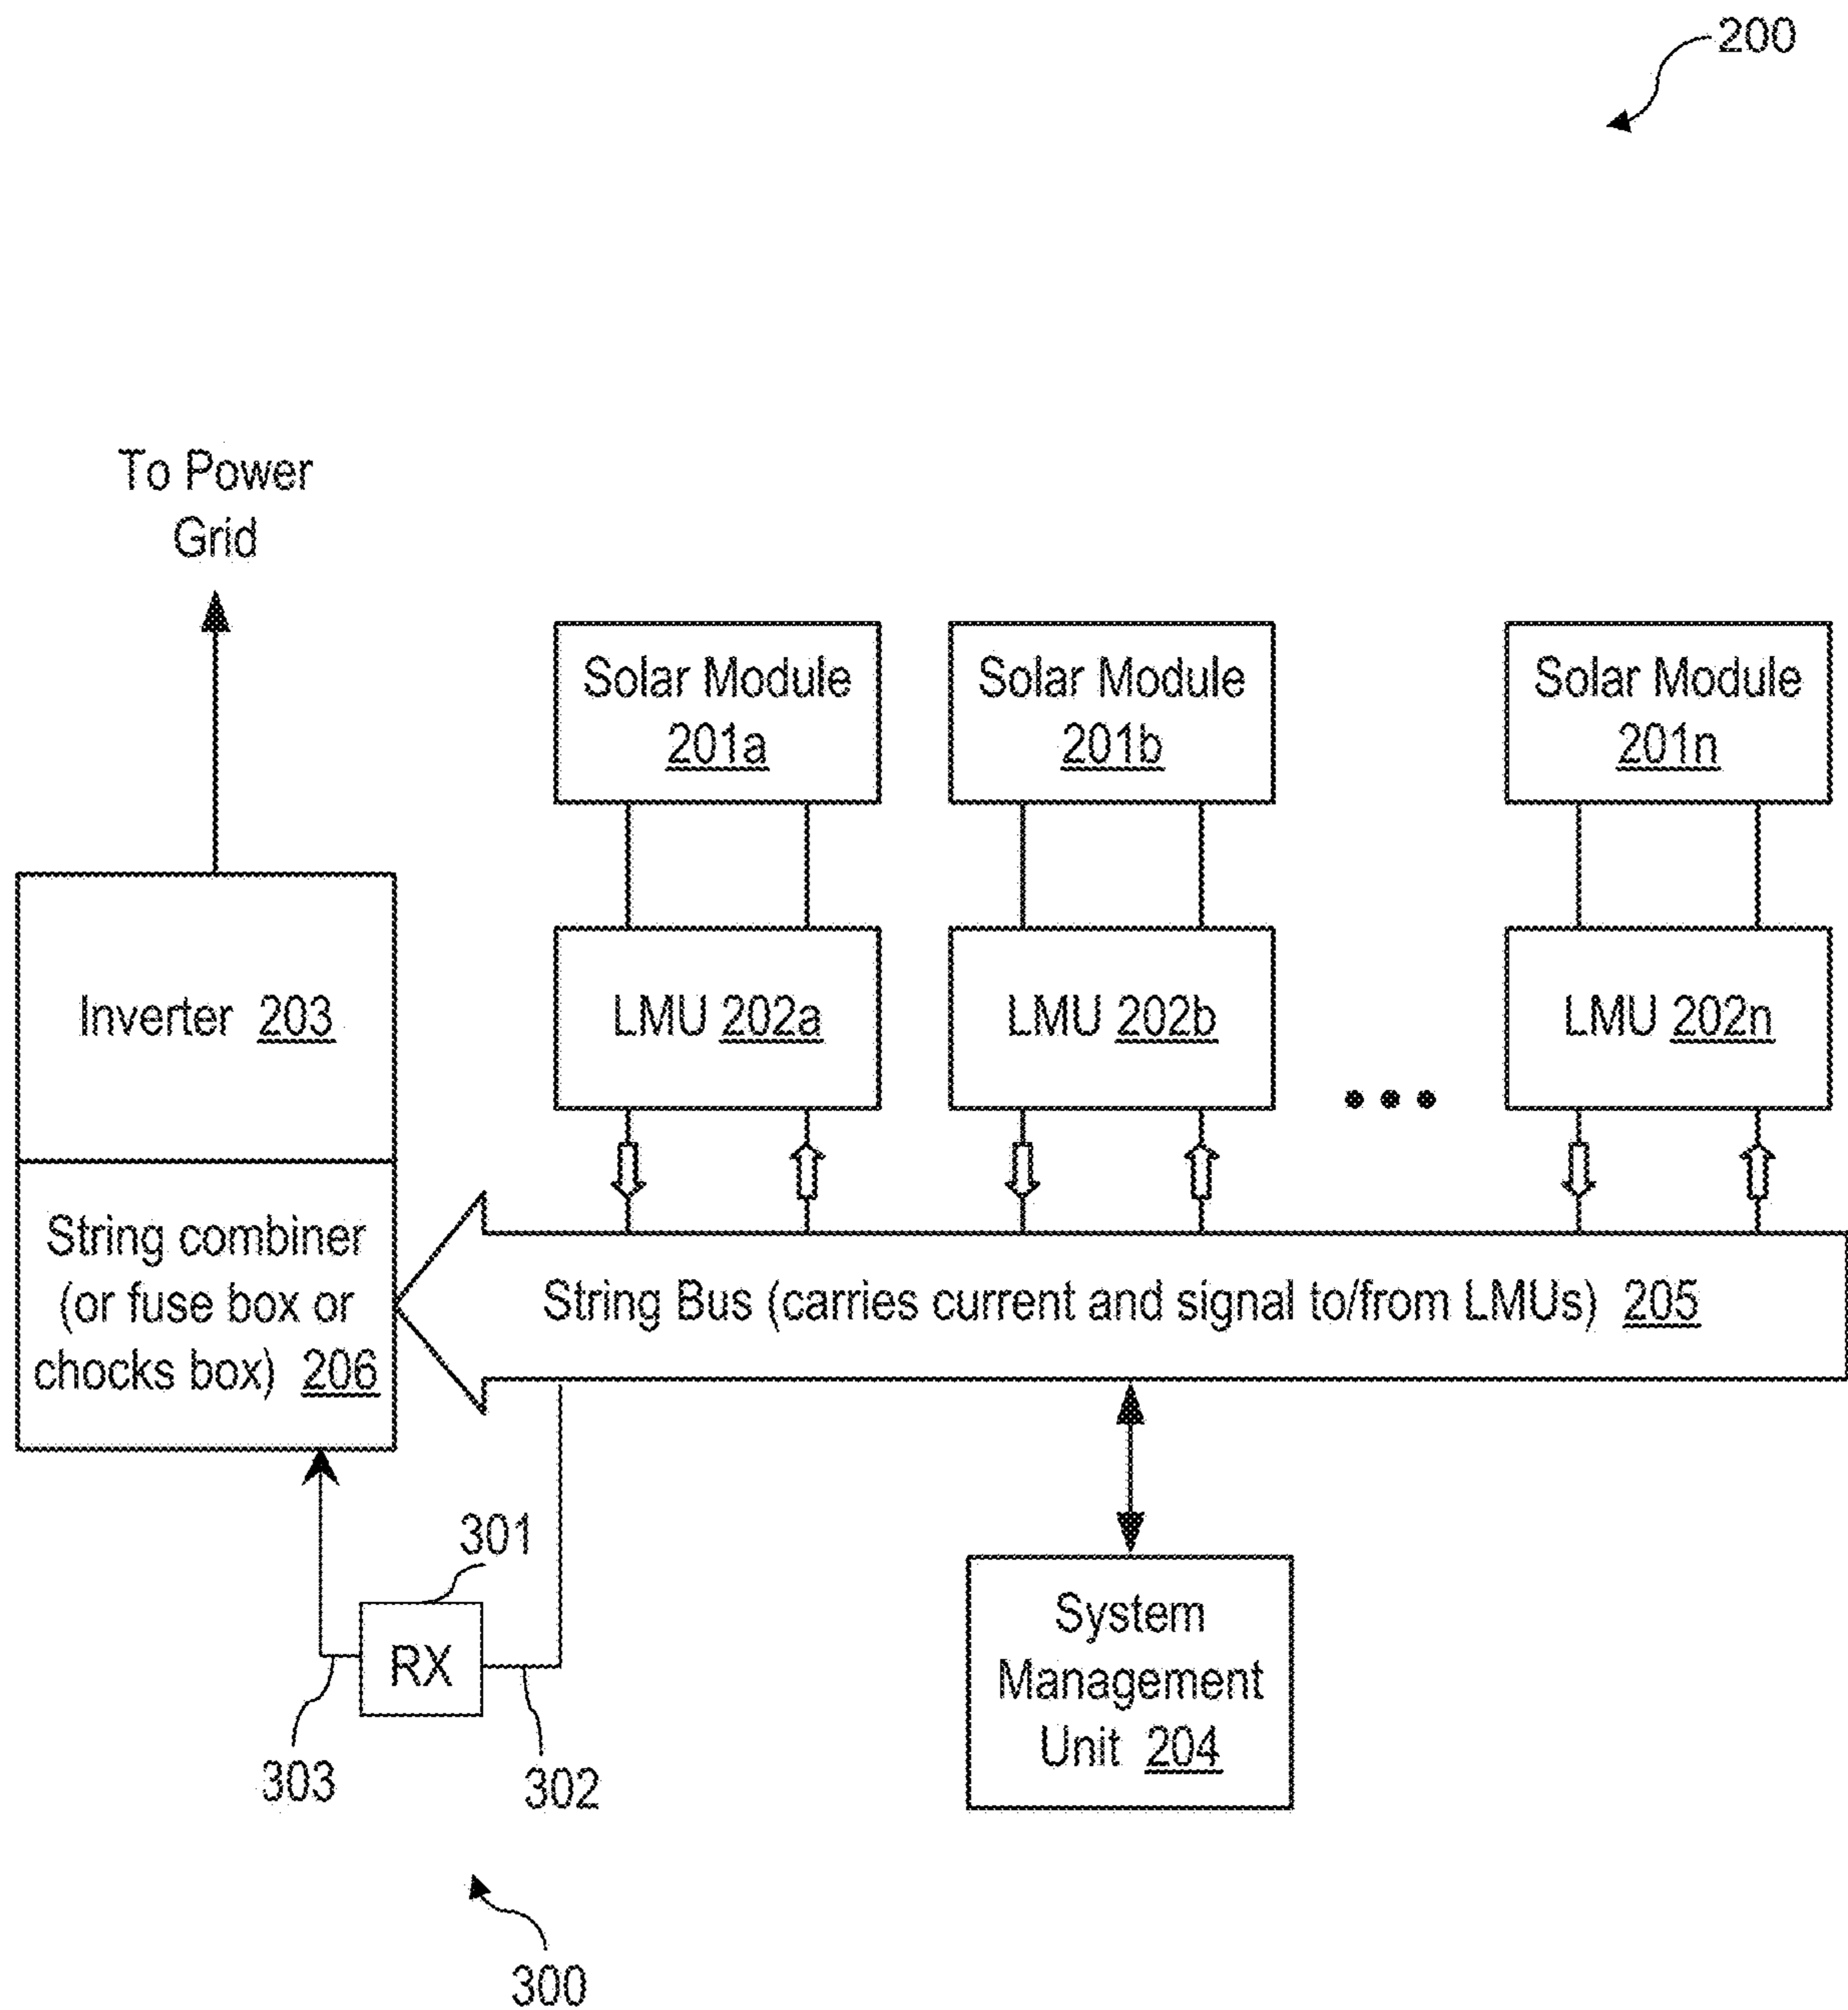 200
To Power
Grid
Solar Module
201a
Solar Module
201b
Solar Module
201n
Inverter 203
LMU 202a
LMU 202b
LMU 202n
String combiner
(or fuse box or
chocks box) 206
String Bus (carries current and signal to/from LMUs) 205
301
RX
303
302
System
Management
Unit 204
300